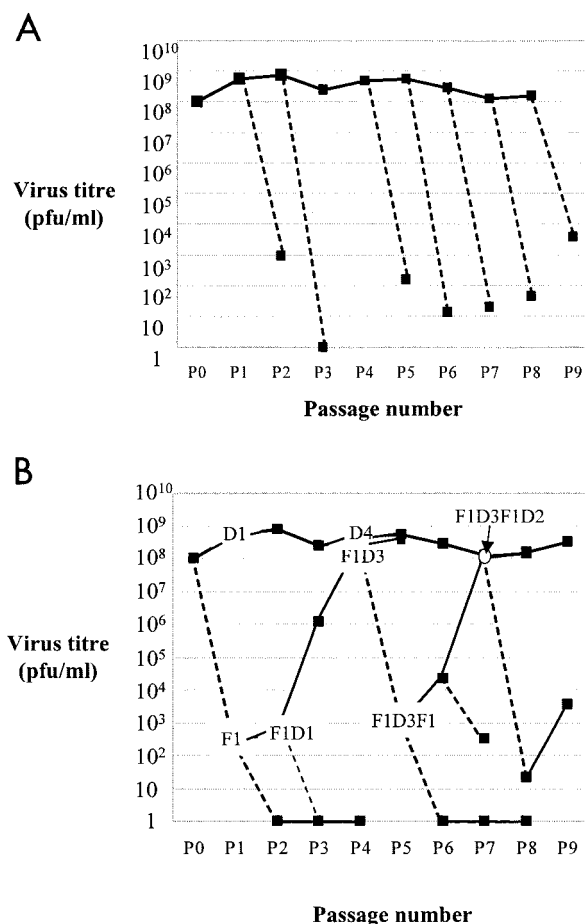 A
10¹⁰
10⁹
10⁸
10⁷
10⁶
10⁵
10⁴
10³
10²
10
1
Virus titre
(pfu/ml)
P0 P1 P2 P3 P4 P5 P6 P7 P8 P9
Passage number
B
10¹⁰
10⁹
10⁸
10⁷
10⁶
10⁵
10⁴
10³
10²
10
1
Virus titre
(pfu/ml)
F1D3F1D2
D1
D4
F1D3
F1
F1D1
F1D3F1
P0 P1 P2 P3 P4 P5 P6 P7 P8 P9
Passage number